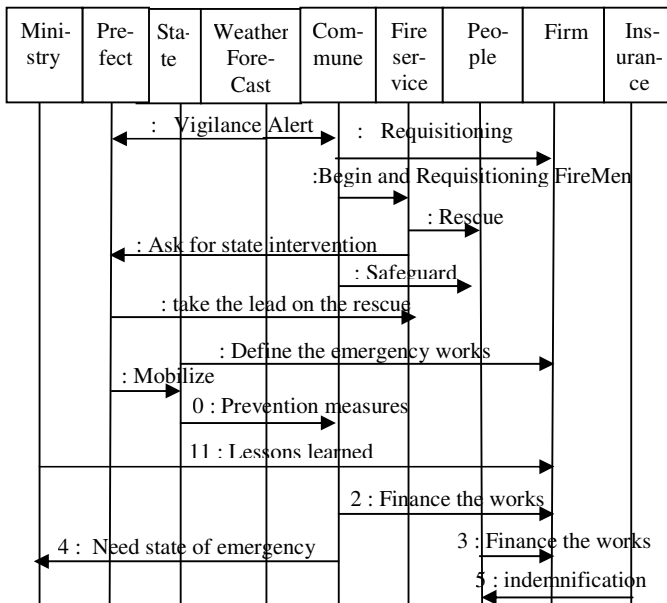 Mini-
stry
Pre-
fect
Sta-
te
Weather
Fore-
Cast
Com-
mune
Fire
service
Peo-
ple
Firm
Ins-
uran-
ce
: Vigilance Alert
: Requisitioning
:Begin and Requisitioning FireMen
: Rescue
: Ask for state intervention
: Safeguard
: take the lead on the rescue
: Define the emergency works
: Mobilize
0 : Prevention measures
11 : Lessons learned
2 : Finance the works
4 : Need state of emergency
3 : Finance the works
5 : indemnification